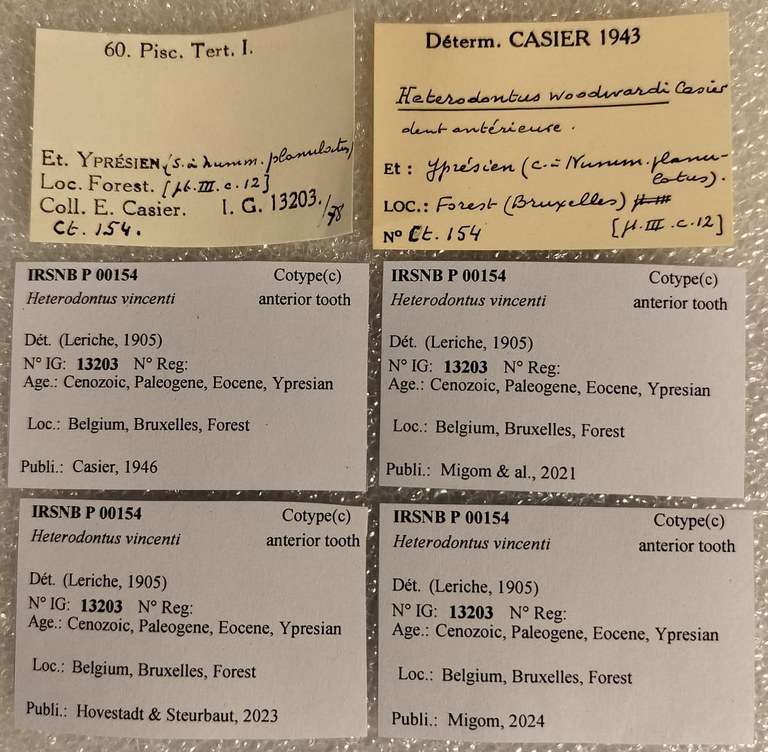 60. Pisc. Tert. I.
Et. YPRÉSIEN (s. à Numm. planulatus)
Loc. Forest. [pl. III. c. 12]
Coll. E. Casier. I. G. 13203./78
Ct. 154.
Déterm. CASIER 1943
Heterodontus woodwardi Casier
dent antérieure.
Et : Yprésien (c. à Numm. planu-
latus).
LOC.: Forest (Bruxelles)
Nº Ct. 154 [pl. III. c. 12]
IRSNB P 00154 Cotype(c)
Heterodontus vincenti anterior tooth
Dét. (Leriche, 1905)
N° IG: 13203 N° Reg:
Age.: Cenozoic, Paleogene, Eocene, Ypresian
Loc.: Belgium, Bruxelles, Forest
Publi.: Casier, 1946
IRSNB P 00154 Cotype(c)
Heterodontus vincenti anterior tooth
Dét. (Leriche, 1905)
N° IG: 13203 N° Reg:
Age.: Cenozoic, Paleogene, Eocene, Ypresian
Loc.: Belgium, Bruxelles, Forest
Publi.: Migom & al., 2021
IRSNB P 00154 Cotype(c)
Heterodontus vincenti anterior tooth
Dét. (Leriche, 1905)
N° IG: 13203 N° Reg:
Age.: Cenozoic, Paleogene, Eocene, Ypresian
Loc.: Belgium, Bruxelles, Forest
Publi.: Hovestadt & Steurbaut, 2023
IRSNB P 00154 Cotype(c)
Heterodontus vincenti anterior tooth
Dét. (Leriche, 1905)
N° IG: 13203 N° Reg:
Age.: Cenozoic, Paleogene, Eocene, Ypresian
Loc.: Belgium, Bruxelles, Forest
Publi.: Migom, 2024